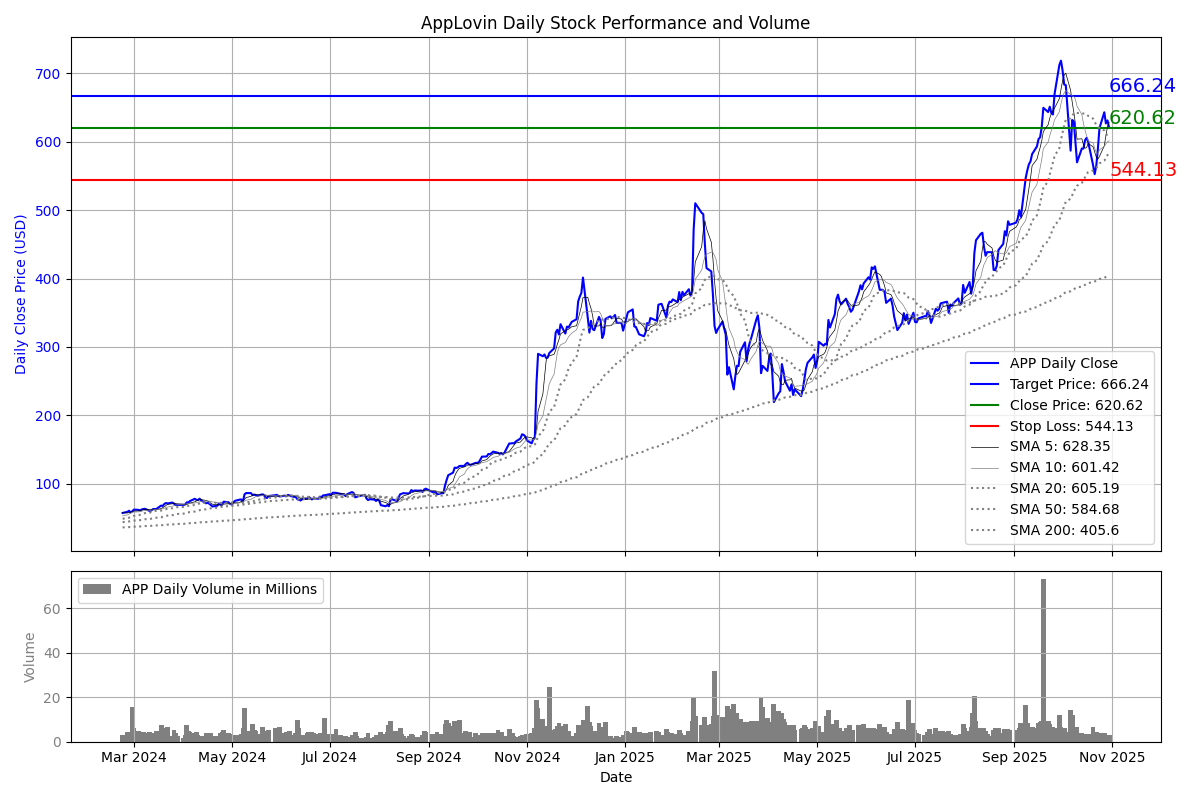 AppLovin Daily Stock Performance and Volume
Daily Close Price (USD)
700
600
500
400
300
200
100
666.24
620.62
544.13
APP Daily Close
Target Price: 666.24
Close Price: 620.62
Stop Loss: 544.13
SMA 5: 628.35
SMA 10: 601.42
SMA 20: 605.19
SMA 50: 584.68
SMA 200: 405.6
APP Daily Volume in Millions
Volume
60
40
20
0
Mar 2024 May 2024 Jul 2024 Sep 2024 Nov 2024 Jan 2025 Mar 2025 May 2025 Jul 2025 Sep 2025 Nov 2025
Date